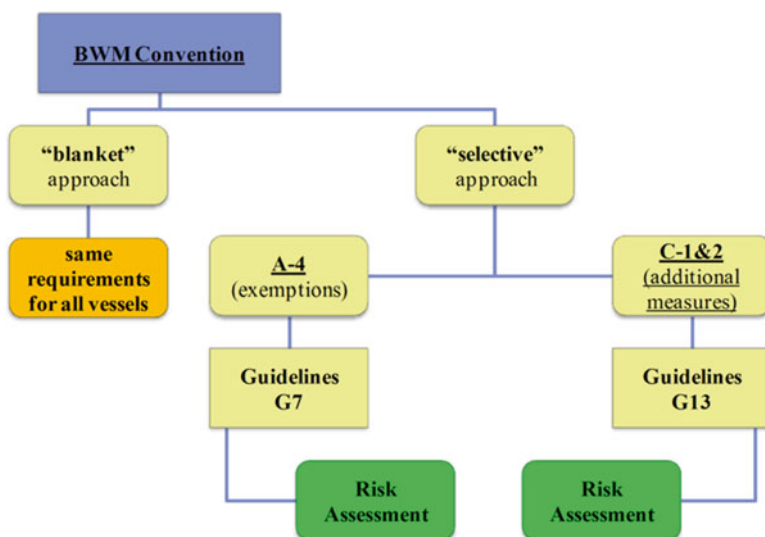 BWM Convention
“blanket”
approach
“selective”
approach
same
requirements
for all vessels
A-4
(exemptions)
C-1&2
(additional
measures)
Guidelines
G7
Guidelines
G13
Risk
Assessment
Risk
Assessment